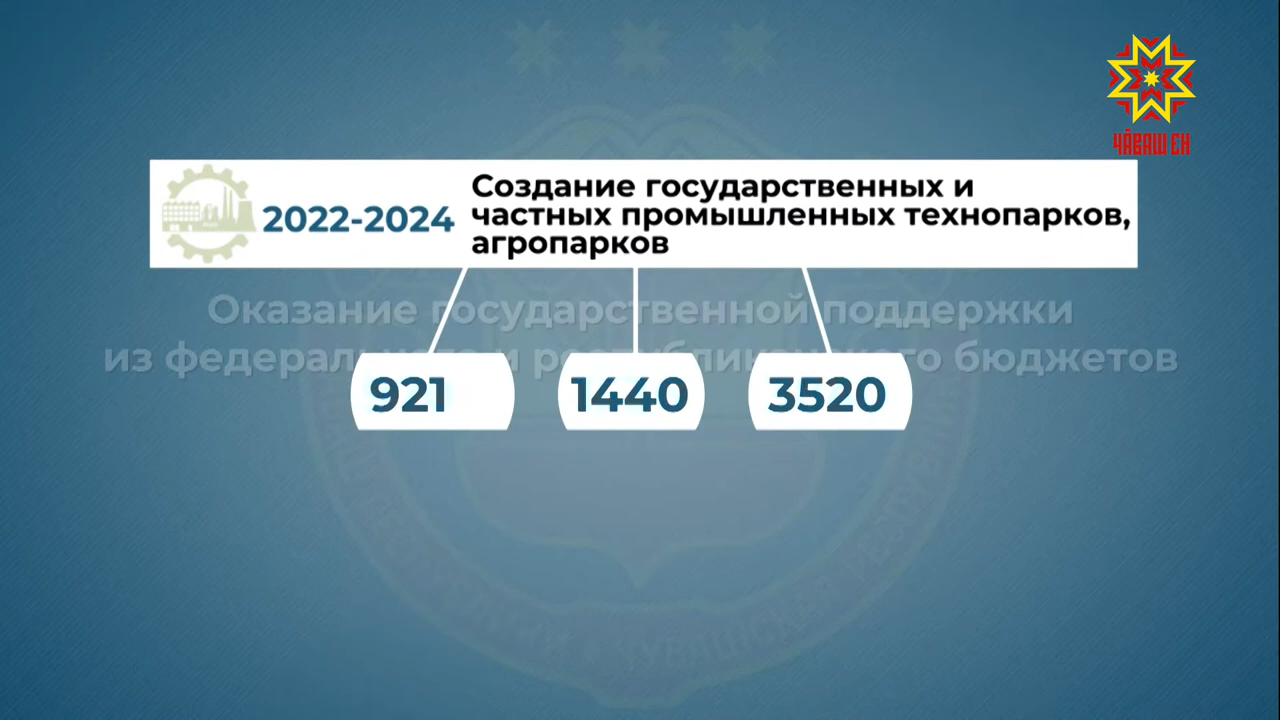 ЧӐВАШ ЕН
2022-2024
Создание государственных и
частных промышленных технопарков,
агропарков
Оказание государственной поддержки
из федерального и республиканского бюджетов
921
1440
3520